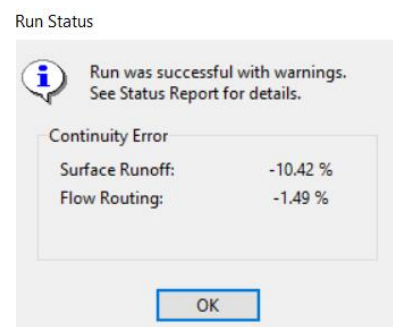 Run Status
Run was successful with warnings.
See Status Report for details.
Continuity Error
Surface Runoff: -10.42 %
Flow Routing: -1.49 %
OK